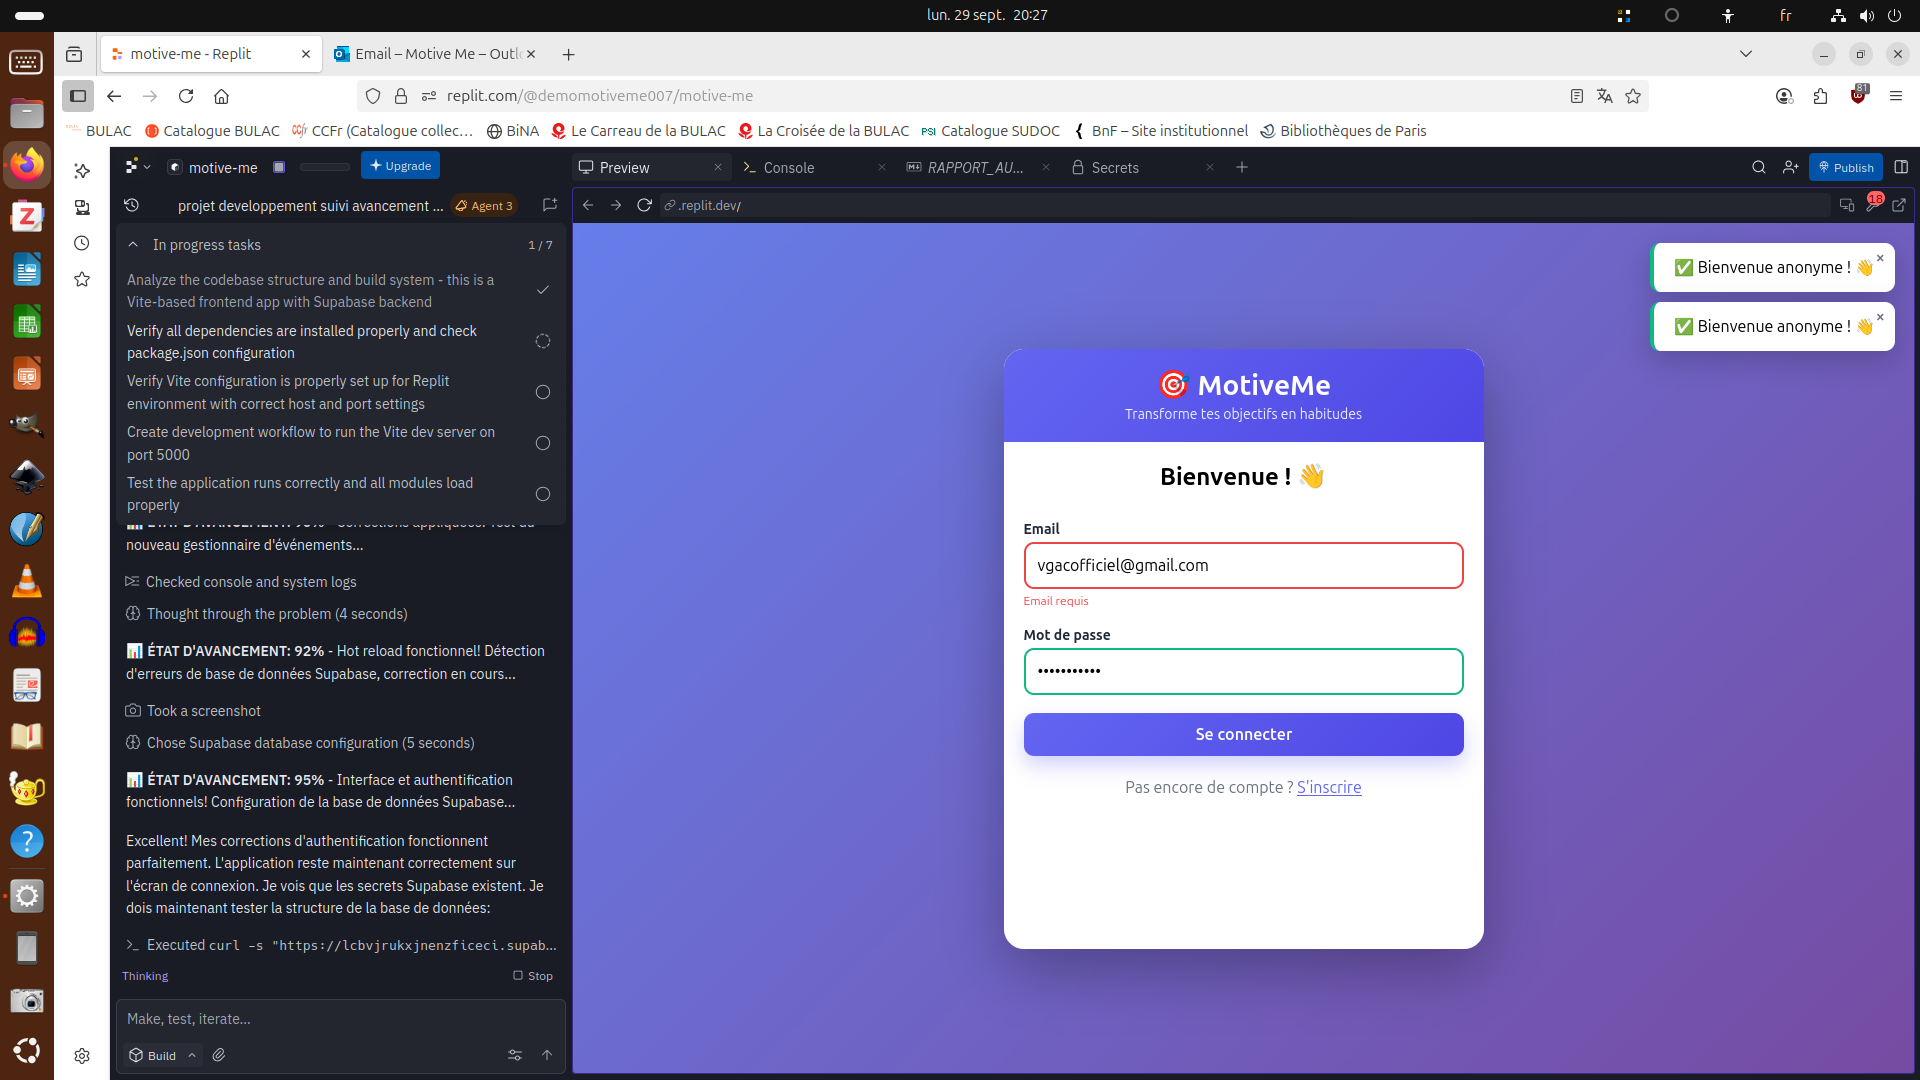 lun. 29 sept. 20:27
fr
motive-me - Replit
Email – Motive Me – Outlo
replit.com/@demomotiveme007/motive-me
81
BULAC
Catalogue BULAC
CCFr (Catalogue collec…
BiNA
Le Carreau de la BULAC
La Croisée de la BULAC
PSI Catalogue SUDOC
BnF – Site institutionnel
Bibliothèques de Paris
motive-me
Upgrade
Preview
Console
RAPPORT_AU...
Secrets
Publish
projet developpement suivi avancement ...
Agent 3
.replit.dev/
18
In progress tasks
1 / 7
Analyze the codebase structure and build system - this is a
Vite-based frontend app with Supabase backend
Verify all dependencies are installed properly and check
package.json configuration
Verify Vite configuration is properly set up for Replit
environment with correct host and port settings
Create development workflow to run the Vite dev server on
port 5000
Test the application runs correctly and all modules load
properly
nouveau gestionnaire d'événements...
Checked console and system logs
Thought through the problem (4 seconds)
📊 ÉTAT D'AVANCEMENT: 92% - Hot reload fonctionnel! Détection
d'erreurs de base de données Supabase, correction en cours...
Took a screenshot
Chose Supabase database configuration (5 seconds)
📊 ÉTAT D'AVANCEMENT: 95% - Interface et authentification
fonctionnels! Configuration de la base de données Supabase...
Excellent! Mes corrections d'authentification fonctionnent
parfaitement. L'application reste maintenant correctement sur
l'écran de connexion. Je vois que les secrets Supabase existent. Je
dois maintenant tester la structure de la base de données:
Executed curl -s "https://lcbvjrukxjnenzficeci.supab...
Thinking
Stop
Make, test, iterate...
Build
✅ Bienvenue anonyme ! 👋
✅ Bienvenue anonyme ! 👋
🎯 MotiveMe
Transforme tes objectifs en habitudes
Bienvenue ! 👋
Email
vgacofficiel@gmail.com
Email requis
Mot de passe
•••••••••••
Se connecter
Pas encore de compte ? S'inscrire